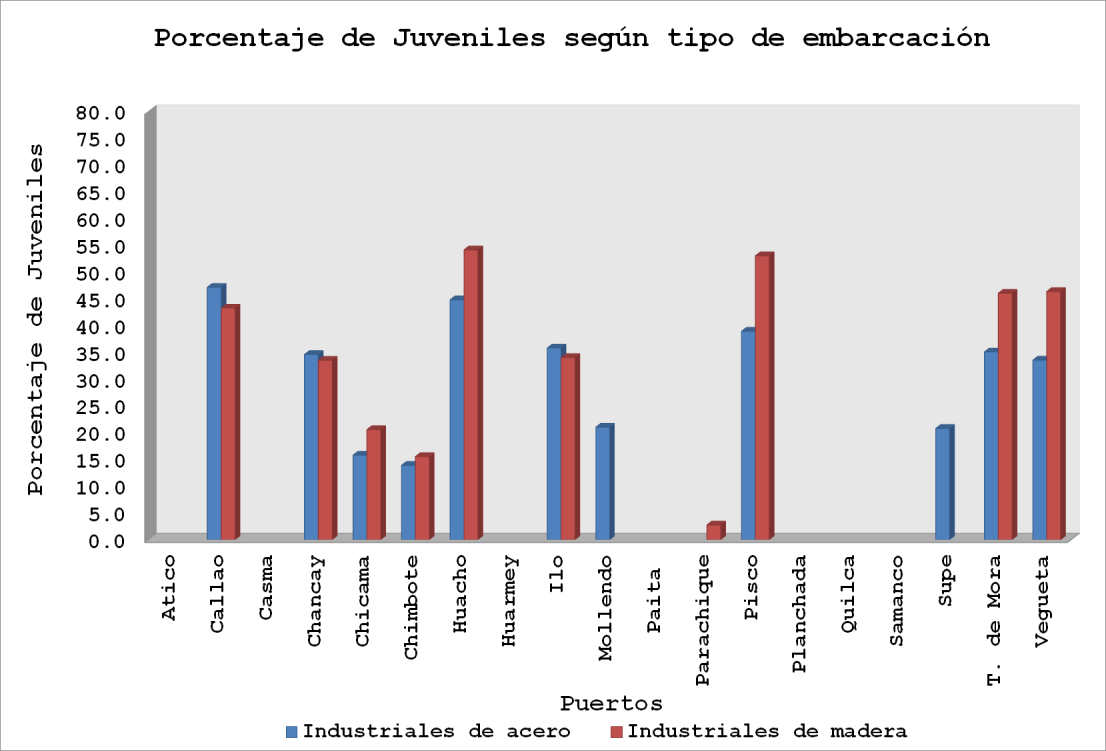 Porcentaje de Juveniles según tipo de embarcación
Porcentaje de Juveniles
80.0
75.0
70.0
65.0
60.0
55.0
50.0
45.0
40.0
35.0
30.0
25.0
20.0
15.0
10.0
5.0
0.0
Atico
Callao
Casma
Chancay
Chicama
Chimbote
Huacho
Huarmey
Ilo
Mollendo
Paita
Parachique
Pisco
Planchada
Quilca
Samanco
Supe
T. de Mora
Vegueta
Puertos
Industriales de acero
Industriales de madera